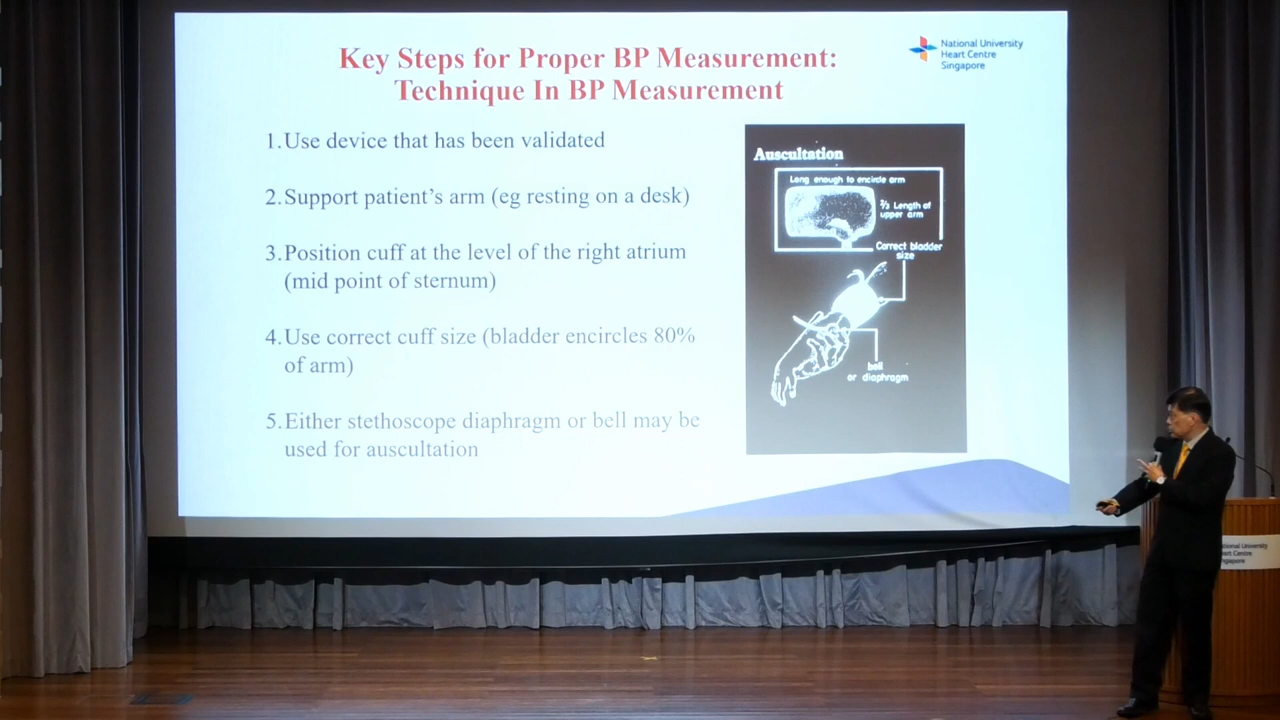 Key Steps for Proper BP Measurement:
Technique In BP Measurement
National University
Heart Centre
Singapore
1. Use device that has been validated
2. Support patient's arm (eg resting on a desk)
3. Position cuff at the level of the right atrium
(mid point of sternum)
4. Use correct cuff size (bladder encircles 80%
of arm)
5. Either stethoscope diaphragm or bell may be
used for auscultation
Auscultation
Long enough to encircle arm
⅔ Length of
upper arm
Correct bladder
size
bell
or diaphragm
National University
Heart Centre
Singapore